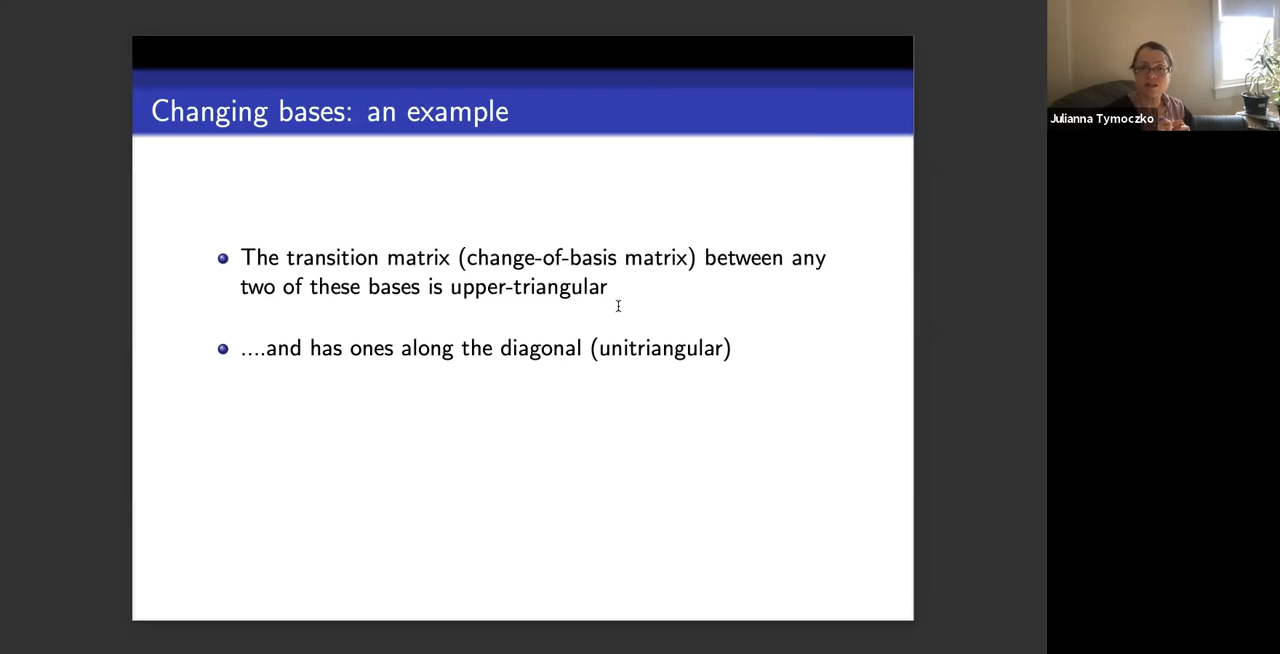 Changing bases: an example
The transition matrix (change-of-basis matrix) between any
two of these bases is upper-triangular
....and has ones along the diagonal (unitriangular)
Julianna Tymoczko